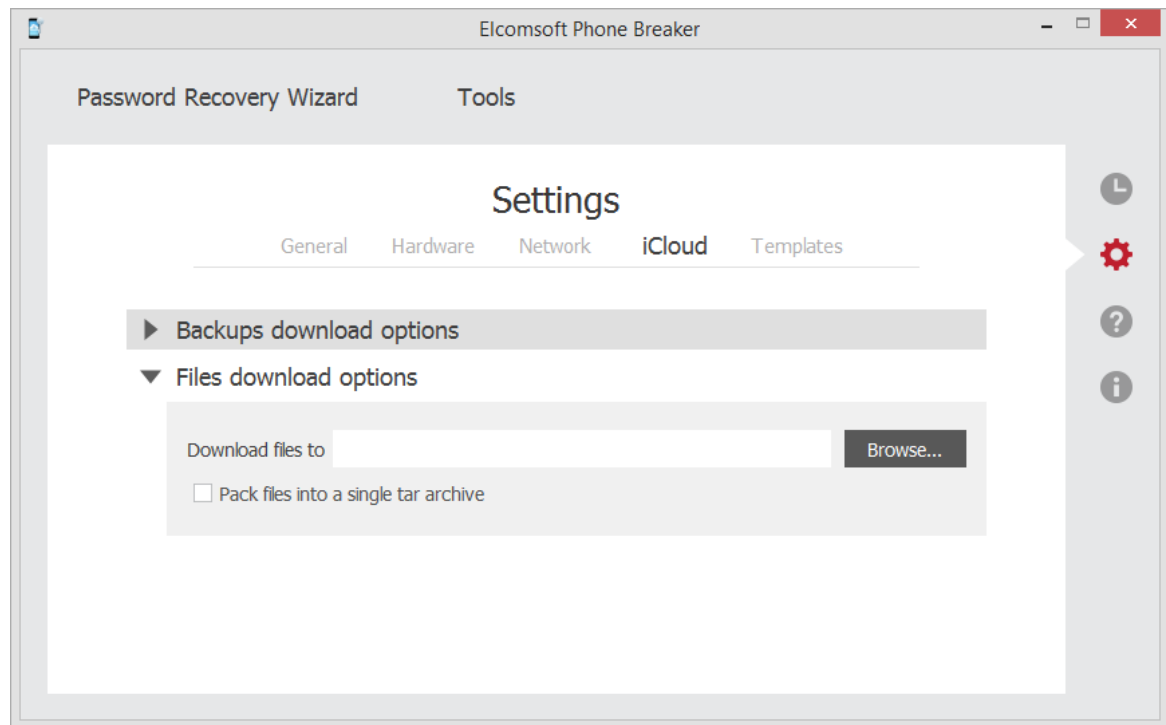 Elcomsoft Phone Breaker
Password Recovery Wizard Tools
Settings
General Hardware Network iCloud Templates
Backups download options
Files download options
Download files to Browse...
Pack files into a single tar archive